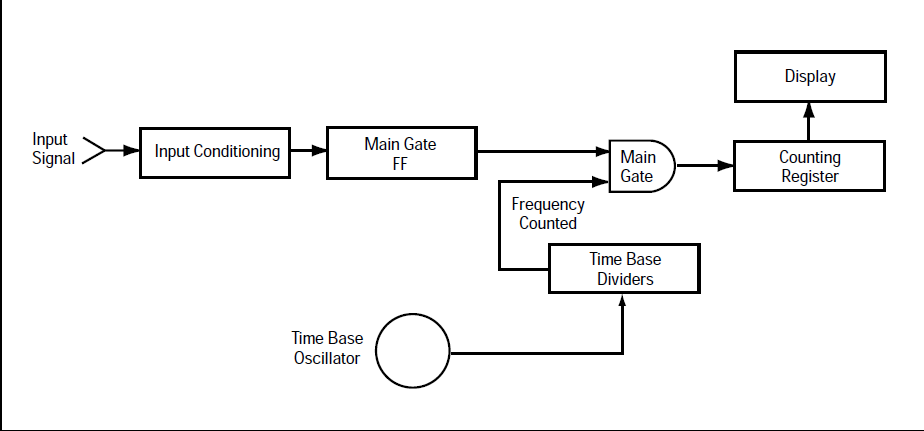 Display
Input
Signal
Input Conditioning
Main Gate
FF
Main
Gate
Counting
Register
Frequency
Counted
Time Base
Dividers
Time Base
Oscillator